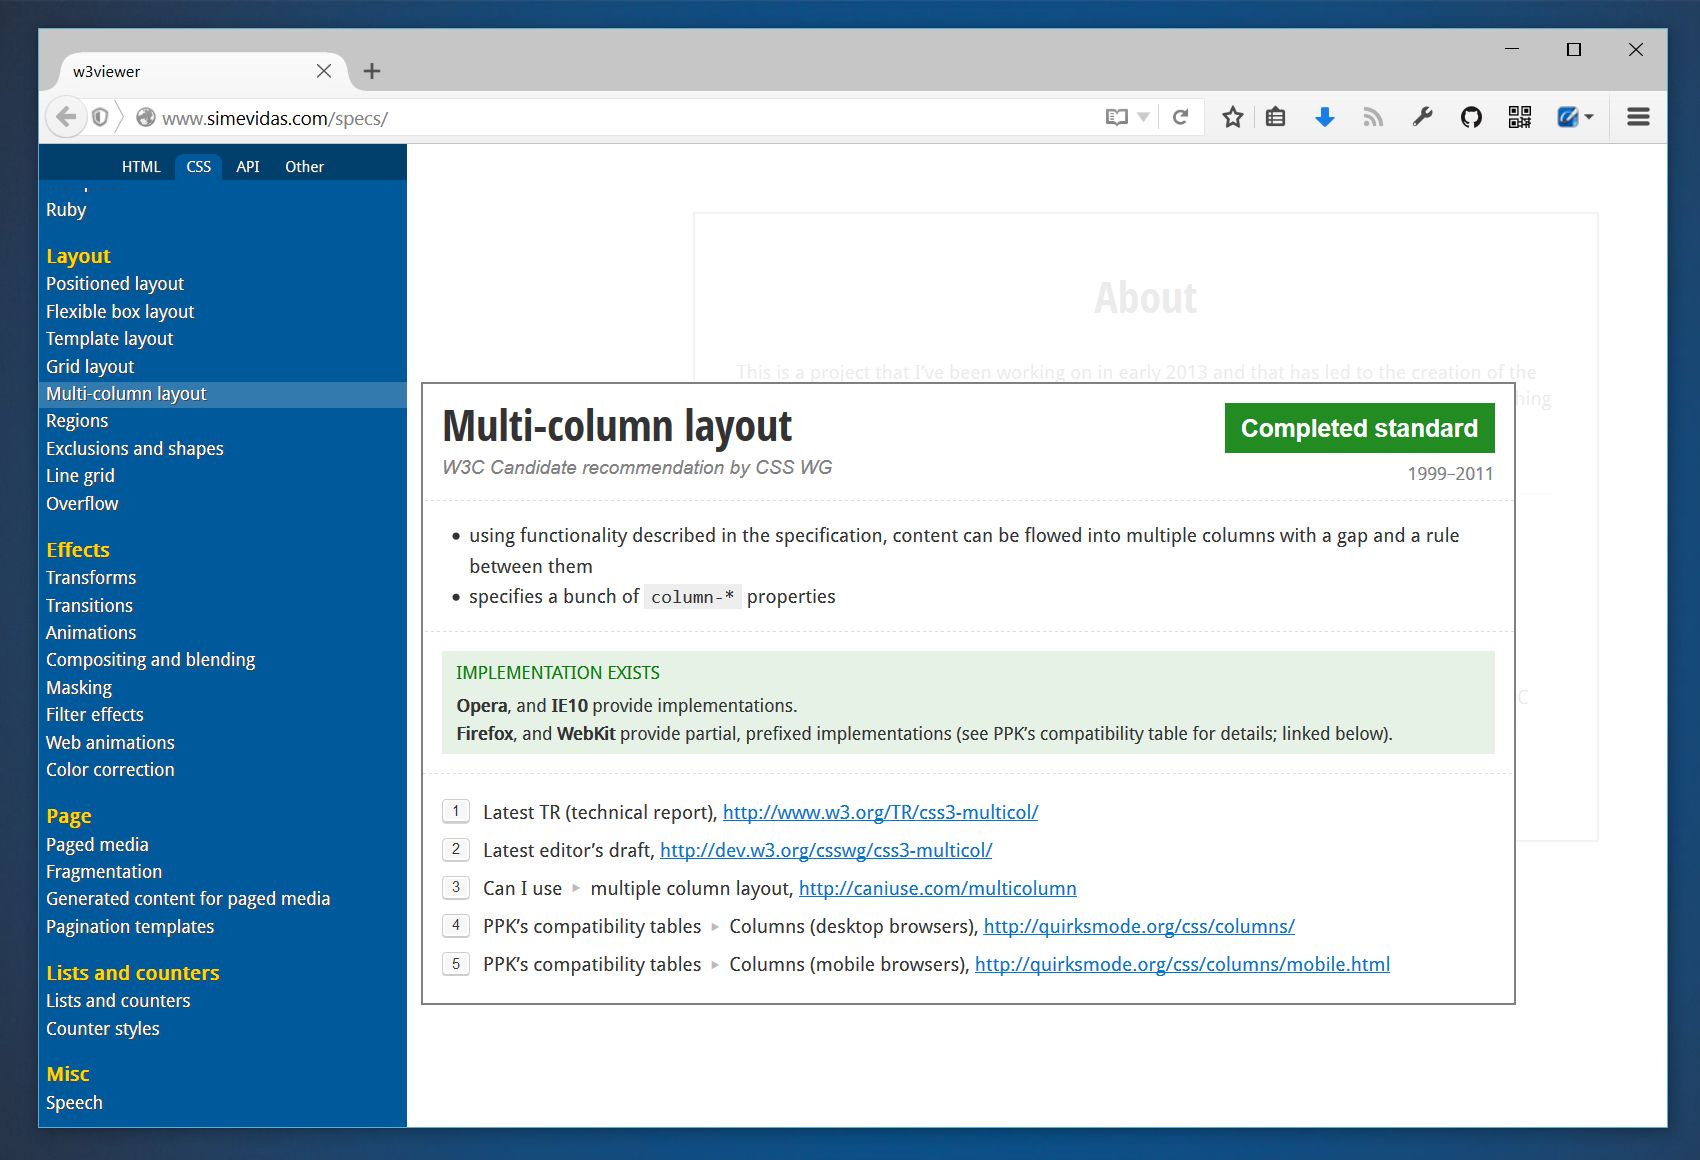 w3viewer
www.simevidas.com/specs/
HTML CSS API Other
Ruby
Layout
Positioned layout
Flexible box layout
Template layout
Grid layout
Multi-column layout
Regions
Exclusions and shapes
Line grid
Overflow
Effects
Transforms
Transitions
Animations
Compositing and blending
Masking
Filter effects
Web animations
Color correction
Page
Paged media
Fragmentation
Generated content for paged media
Pagination templates
Lists and counters
Lists and counters
Counter styles
Misc
Speech
About
This is a project that I've been working on in early 2013 and that has led to the creation of the
Multi-column layout
Completed standard
W3C Candidate recommendation by CSS WG
1999–2011
• using functionality described in the specification, content can be flowed into multiple columns with a gap and a rule
between them
• specifies a bunch of column-* properties
IMPLEMENTATION EXISTS
Opera, and IE10 provide implementations.
Firefox, and WebKit provide partial, prefixed implementations (see PPK's compatibility table for details; linked below).
1 Latest TR (technical report), http://www.w3.org/TR/css3-multicol/
2 Latest editor's draft, http://dev.w3.org/csswg/css3-multicol/
3 Can I use ▸ multiple column layout, http://caniuse.com/multicolumn
4 PPK's compatibility tables ▸ Columns (desktop browsers), http://quirksmode.org/css/columns/
5 PPK's compatibility tables ▸ Columns (mobile browsers), http://quirksmode.org/css/columns/mobile.html